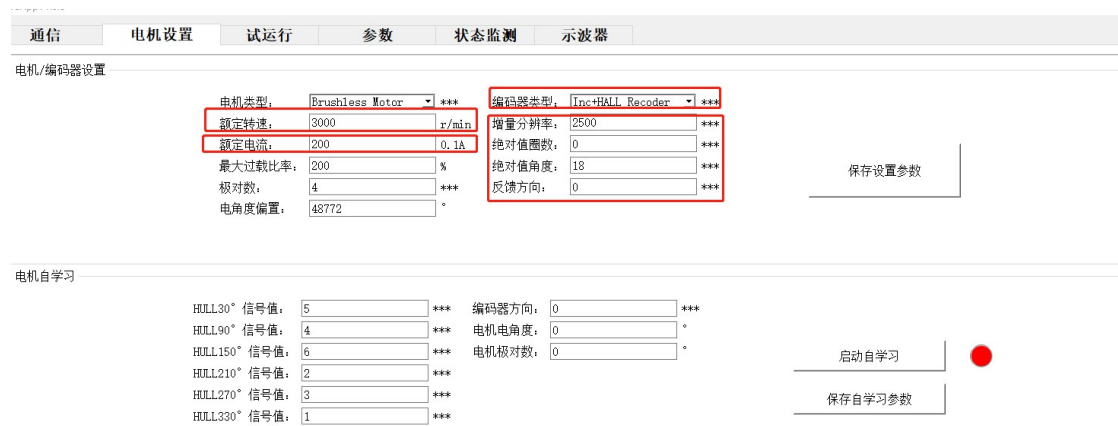 通信 电机设置 试运行 参数 状态监测 示波器
电机/编码器设置
电机类型: Brushless Motor *** 编码器类型: Inc+HALL Recoder ***
额定转速: 3000 r/min 增量分辨率: 2500 ***
额定电流: 200 0.1A 绝对值圈数: 0 ***
最大过载比率: 200 % 绝对值角度: 18 ***
保存设置参数
极对数: 4 *** 反馈方向: 0 ***
电角度偏置: 48772 °
电机自学习
HULL30°信号值: 5 *** 编码器方向: 0 ***
HULL90°信号值: 4 *** 电机电角度: 0 °
HULL150°信号值: 6 *** 电机极对数: 0 ° 启动自学习
HULL210°信号值: 2 ***
HULL270°信号值: 3 *** 保存自学习参数
HULL330°信号值: 1 ***